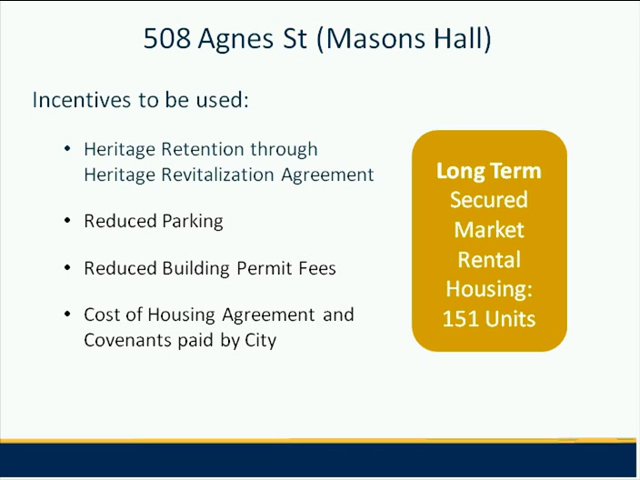 508 Agnes St (Masons Hall)
Incentives to be used:
• Heritage Retention through
Heritage Revitalization Agreement
• Reduced Parking
• Reduced Building Permit Fees
• Cost of Housing Agreement and
Covenants paid by City
Long Term
Secured
Market
Rental
Housing:
151 Units